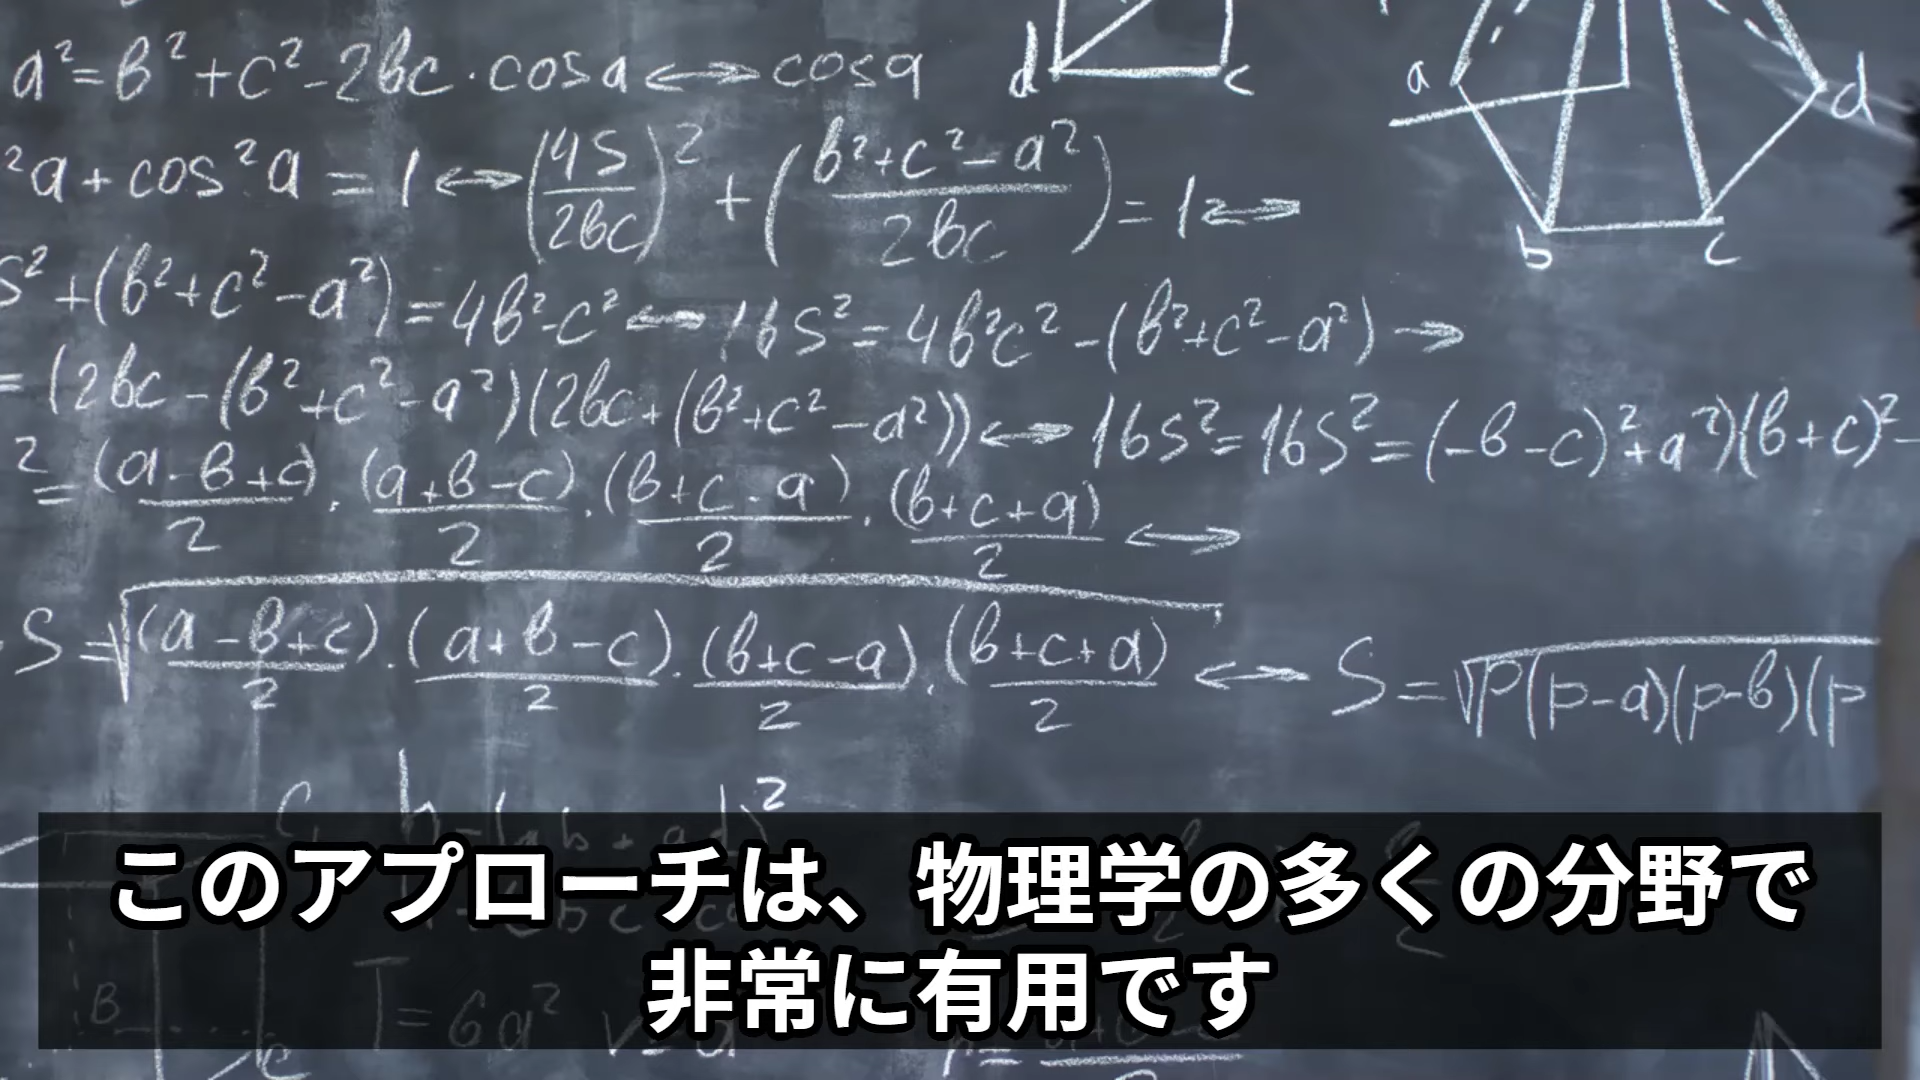 a²=b²+c²-2bc·cosa↔cosa
²a+cos²a=1↔(4S/2bc)²+(b²+c²-a²/2bc)=1↔
S²+(b²+c²-a²)=4b²-c²↔16S²=4b²c²-(b²+c²-a²)→
=(2bc-(b²+c²-a²)(2bc+(b²+c²-a²))↔16S²=16S²=(-b-c)²+a²)(b+c)²-
²=(a-b+c)/2·(a+b-c)/2·(b+c-a)/2·(b+c+a)/2↔
S=√(a-b+c)/2·(a+b-c)/2·(b+c-a)/2·(b+c+a)/2↔S=√P(p-a)(p-b)(p
d c
a d
b c
このアプローチは、物理学の多くの分野で
非常に有用です
B
T=6a²